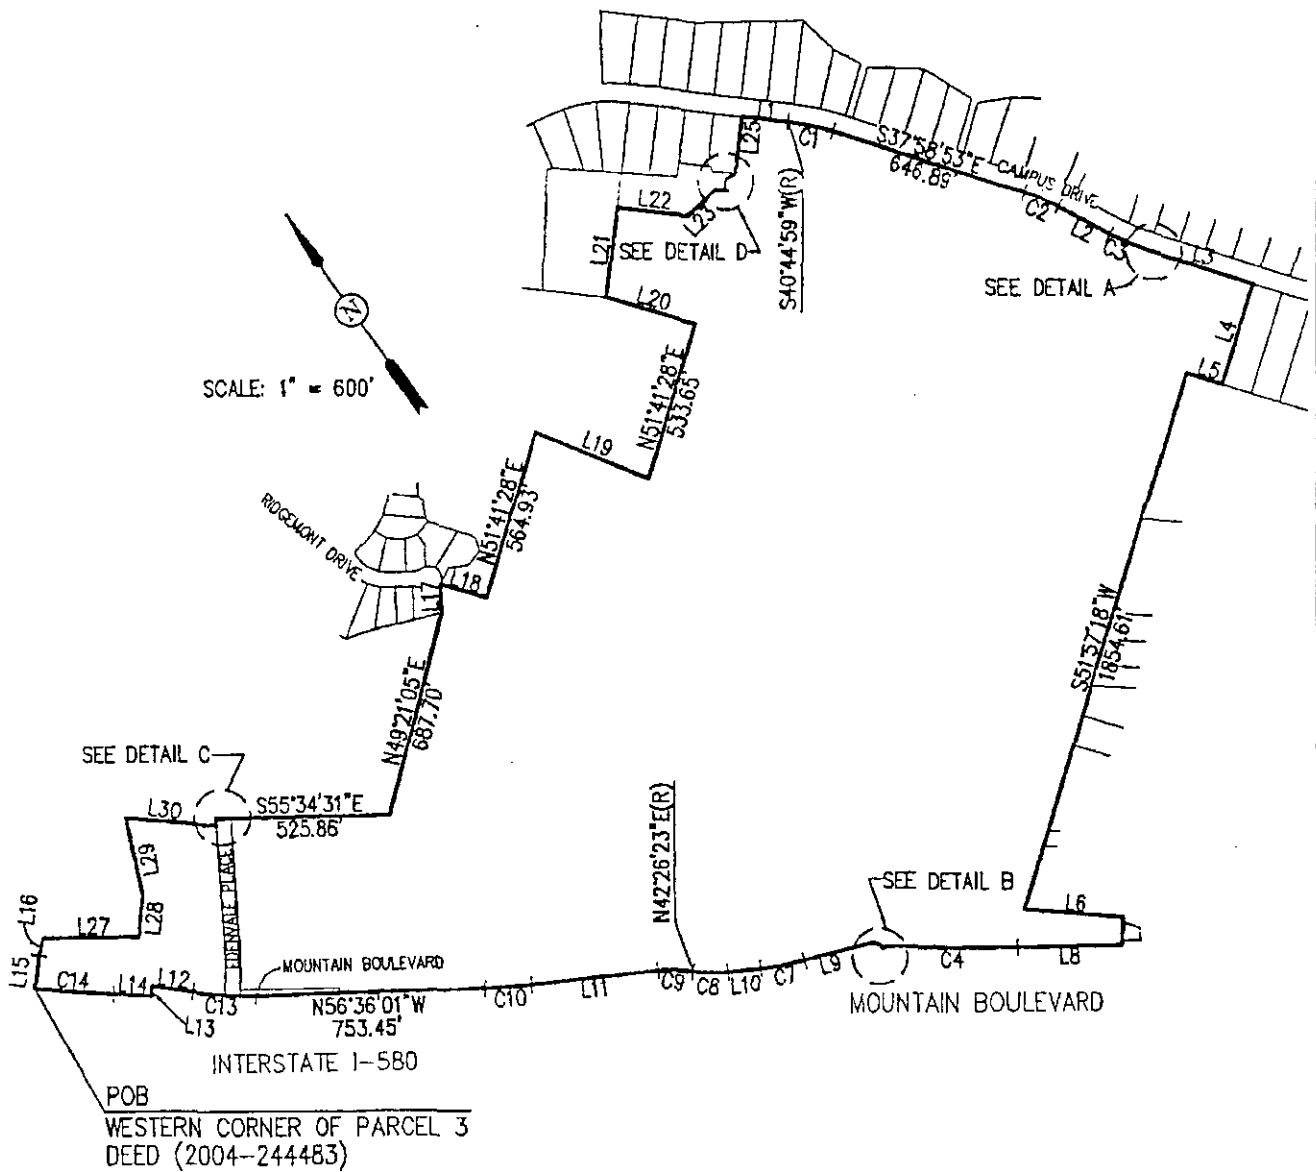 L1
C1
S37°58'53"E
646.89'
CAMPUS DRIVE
L25
L22
L23
C2
L2
C3
L3
SEE DETAIL D
L21
S40°44'59"W(R)
SEE DETAIL A
L20
L4
L5
N
SCALE: 1" = 600'
N51°41'28"E
533.65'
L19
N51°41'28"E
564.93'
RIDGEMONT DRIVE
L18
L17
S51°37'18"W
1854.61'
N49°21'05"E
687.70'
SEE DETAIL C
L30
S55°34'31"E
525.86'
N42°26'23"E(R)
L29
EDENVALE PLACE
SEE DETAIL B
L16
L27
L28
L6
L15
C14
L14
L12
L13
C13
MOUNTAIN BOULEVARD
N56°36'01"W
753.45'
C10
L11
C9
C8
L10
C7
L9
C4
L8
MOUNTAIN BOULEVARD
INTERSTATE I-580
POB
WESTERN CORNER OF PARCEL 3
DEED (2004-244483)